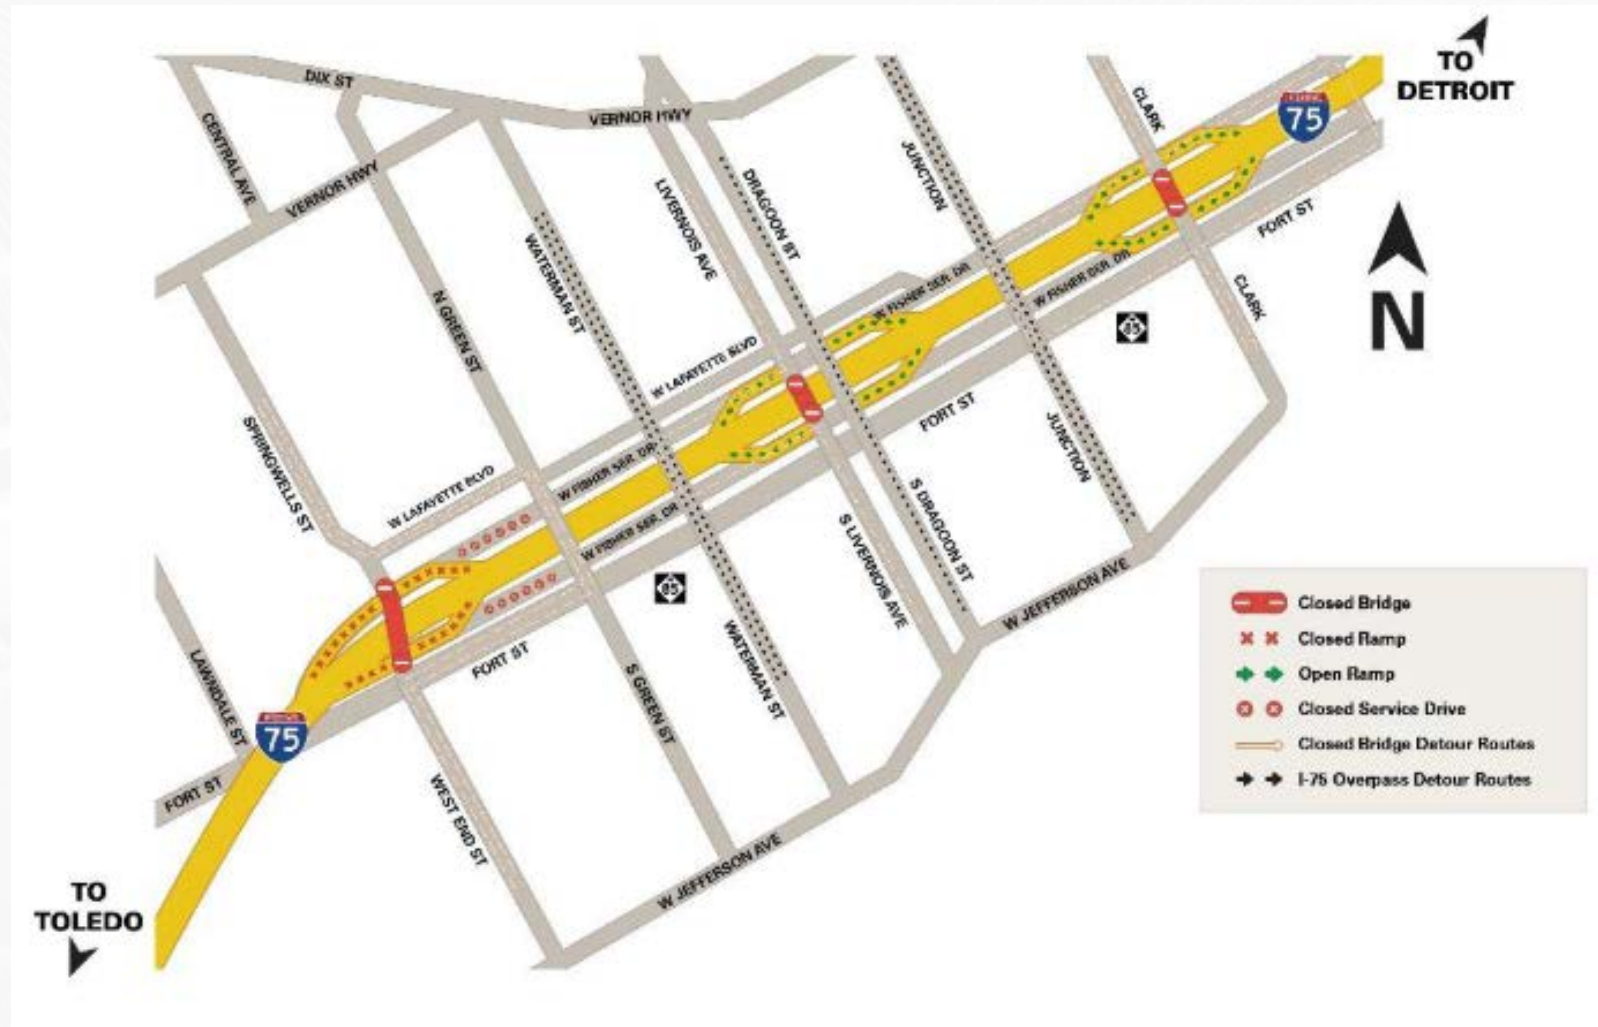 TO
DETROIT
DIX ST
VERNOR HWY
CENTRAL AVE
VERNOR HWY
CLARK
75
JUNCTION
LIVERNOIS AVE
DRAGOON ST
FORT ST
WATERMAN ST
N GREEN ST
W FISHER SER. DR
W FISHER SER. DR
CLARK
N
85
W LAFAYETTE BLVD
FORT ST
SPRINGWELLS ST
W LAFAYETTE BLVD
W FISHER SER. DR
W FISHER SER. DR
JUNCTION
S DRAGOON ST
S LIVERNOIS AVE
85
W JEFFERSON AVE
FORT ST
WATERMAN ST
S GREEN ST
LAWNDALE ST
75
FORT ST
WEST END ST
W JEFFERSON AVE
TO
TOLEDO
Closed Bridge
Closed Ramp
Open Ramp
Closed Service Drive
Closed Bridge Detour Routes
I-75 Overpass Detour Routes